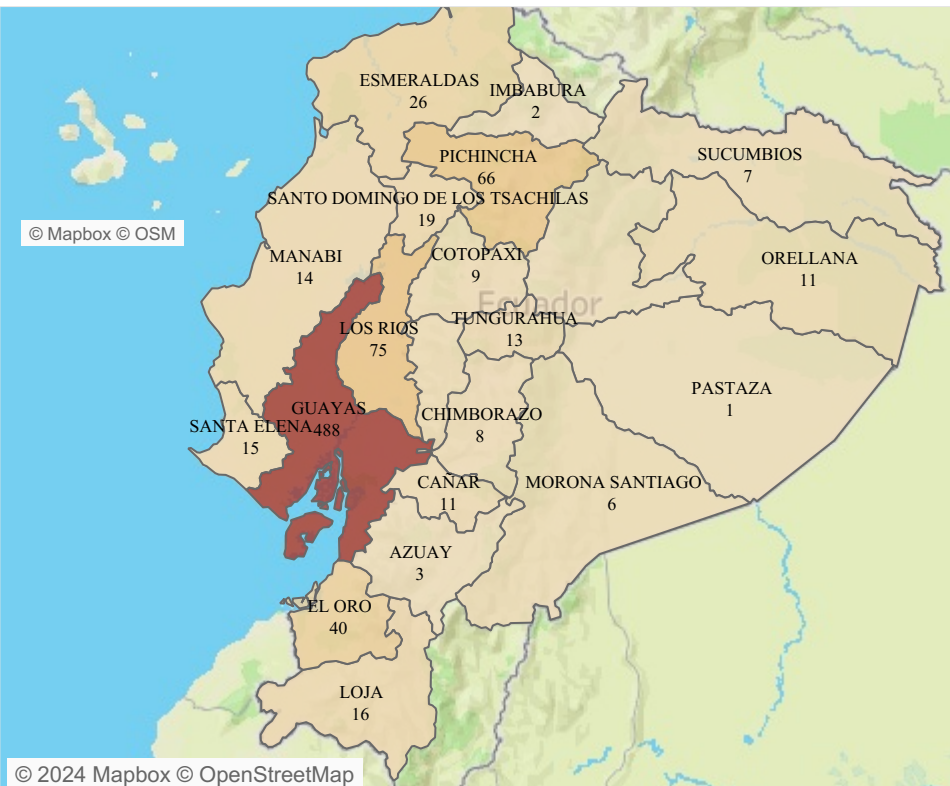 ESMERALDAS
26
IMBABURA
2
PICHINCHA
66
SUCUMBIOS
7
SANTO DOMINGO DE LOS TSACHILAS
19
© Mapbox © OSM
MANABI
14
COTOPAXI
9
ORELLANA
11
Ecuador
TUNGURAHUA
13
LOS RIOS
75
PASTAZA
1
GUAYAS
488
SANTA ELENA
15
CHIMBORAZO
8
CAÑAR
11
MORONA SANTIAGO
6
AZUAY
3
EL ORO
40
LOJA
16
© 2024 Mapbox © OpenStreetMap